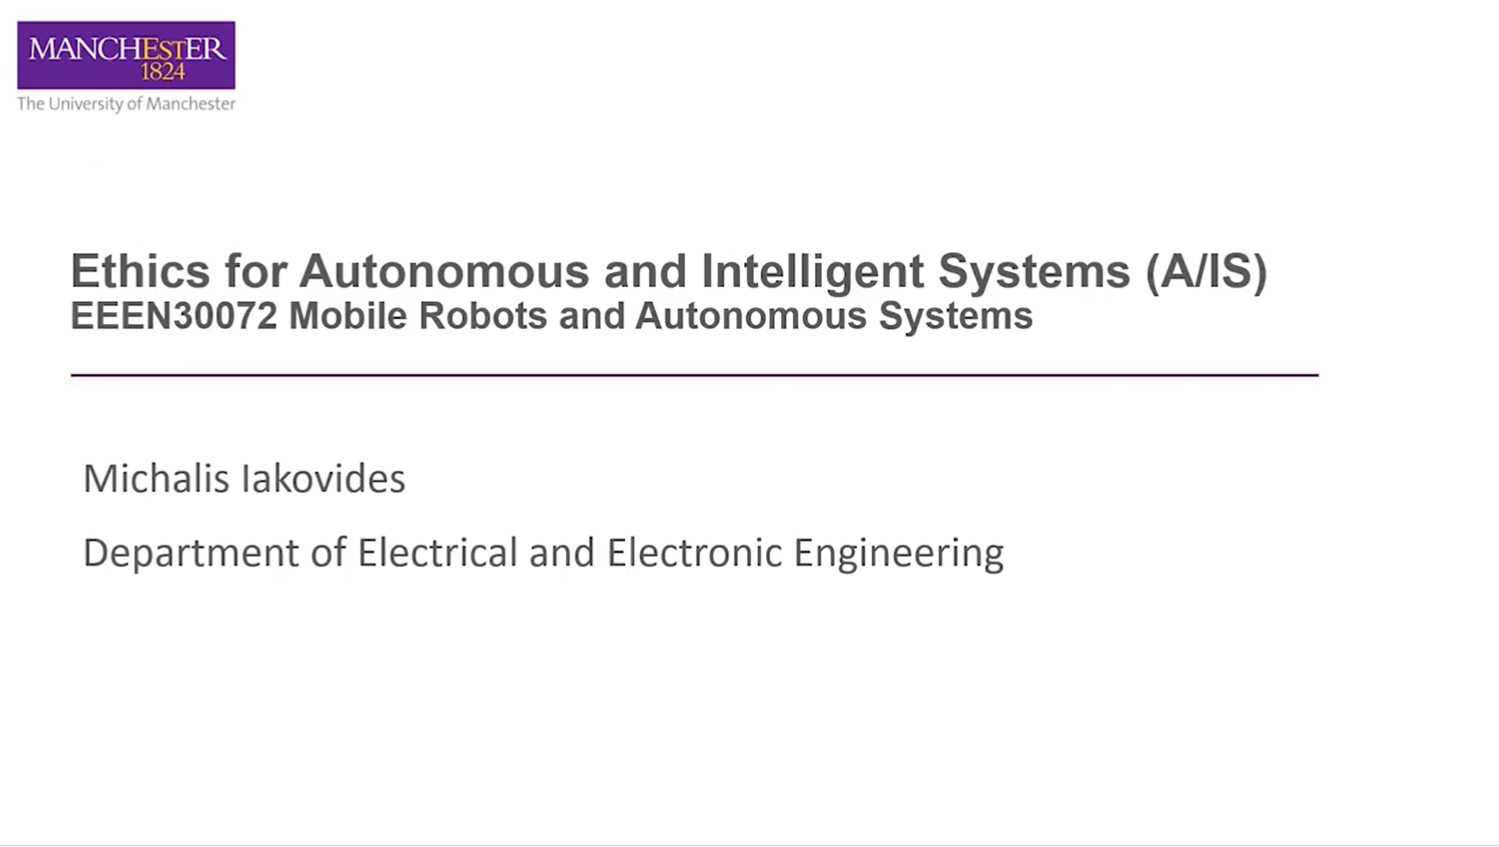 MANCHESTER
1824
The University of Manchester
Ethics for Autonomous and Intelligent Systems (A/IS)
EEEN30072 Mobile Robots and Autonomous Systems
Michalis Iakovides
Department of Electrical and Electronic Engineering